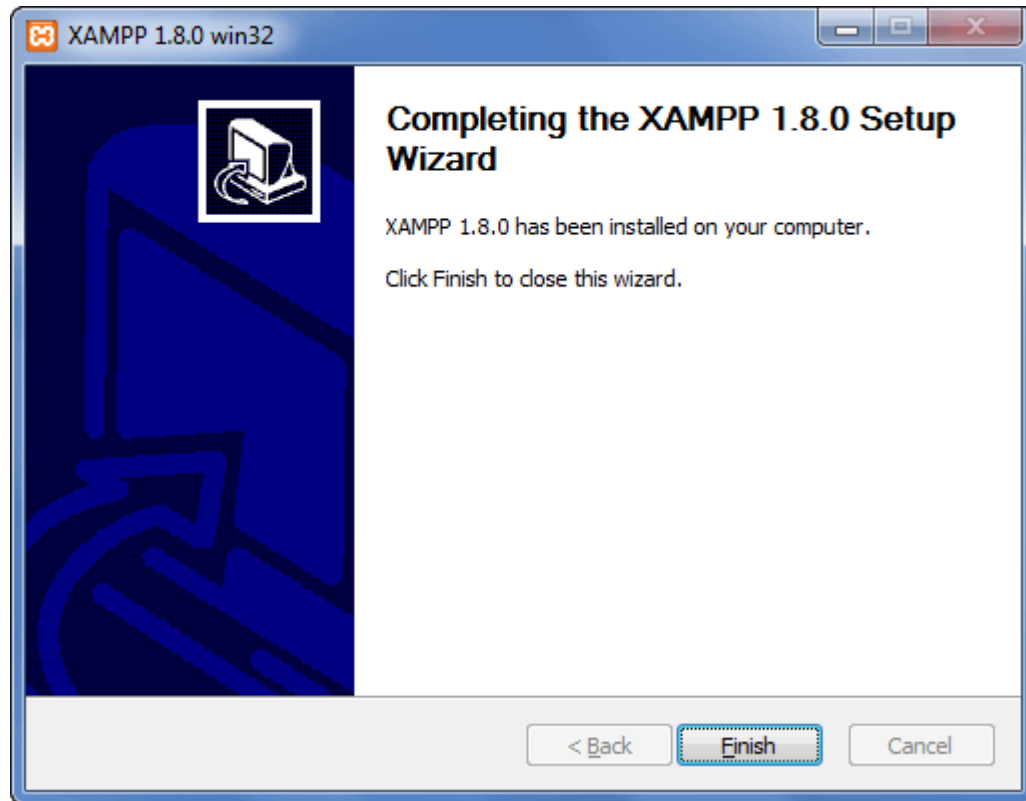 XAMPP 1.8.0 win32
Completing the XAMPP 1.8.0 Setup
Wizard
XAMPP 1.8.0 has been installed on your computer.
Click Finish to close this wizard.
< Back
Finish
Cancel